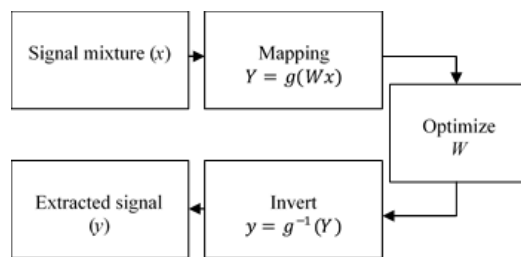 Signal mixture (x)
Mapping
Y = g(Wx)
Optimize
W
Invert
y = g⁻¹(Y)
Extracted signal
(y)